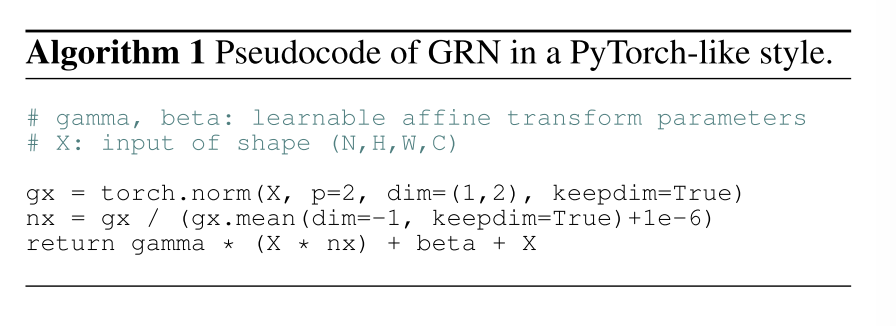 Algorithm 1 Pseudocode of GRN in a PyTorch-like style.
# gamma, beta: learnable affine transform parameters
# X: input of shape (N,H,W,C)
gx = torch.norm(X, p=2, dim=(1,2), keepdim=True)
nx = gx / (gx.mean(dim=-1, keepdim=True)+1e-6)
return gamma * (X * nx) + beta + X